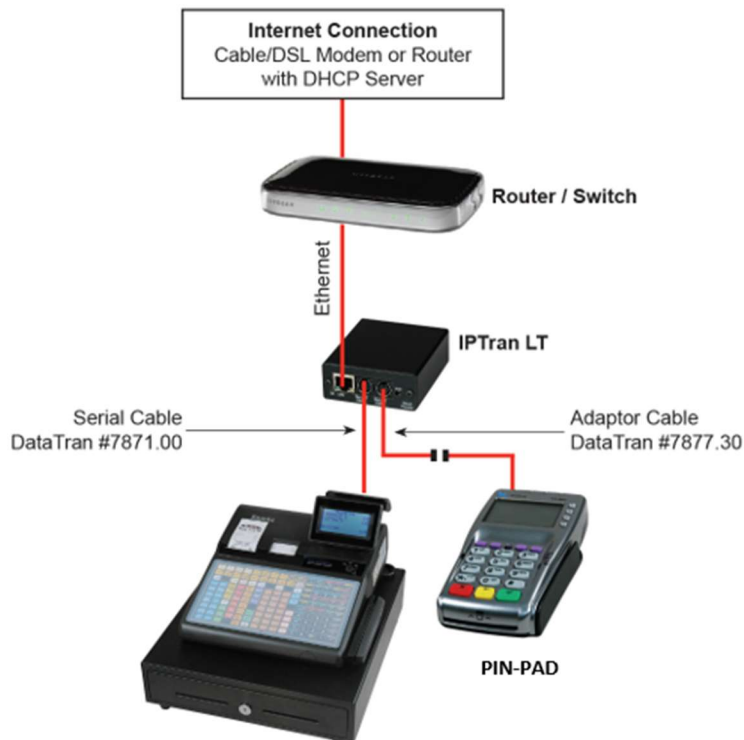 Internet Connection
Cable/DSL Modem or Router
with DHCP Server
Router / Switch
Ethernet
IPTran LT
Serial Cable
DataTran #7871.00
Adaptor Cable
DataTran #7877.30
PIN-PAD